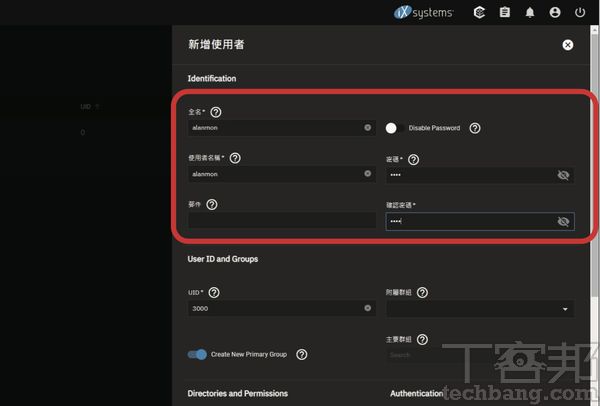 iX systems
新增使用者
Identification
UID
0
全名*
alanmon
Disable Password
使用者名稱*
密碼*
alanmon
••••
郵件
確認密碼*
••••
User ID and Groups
UID*
附屬群組
3000
主要群組
Create New Primary Group
Search
Directories and Permissions
Authentication
T客邦
techbang.com